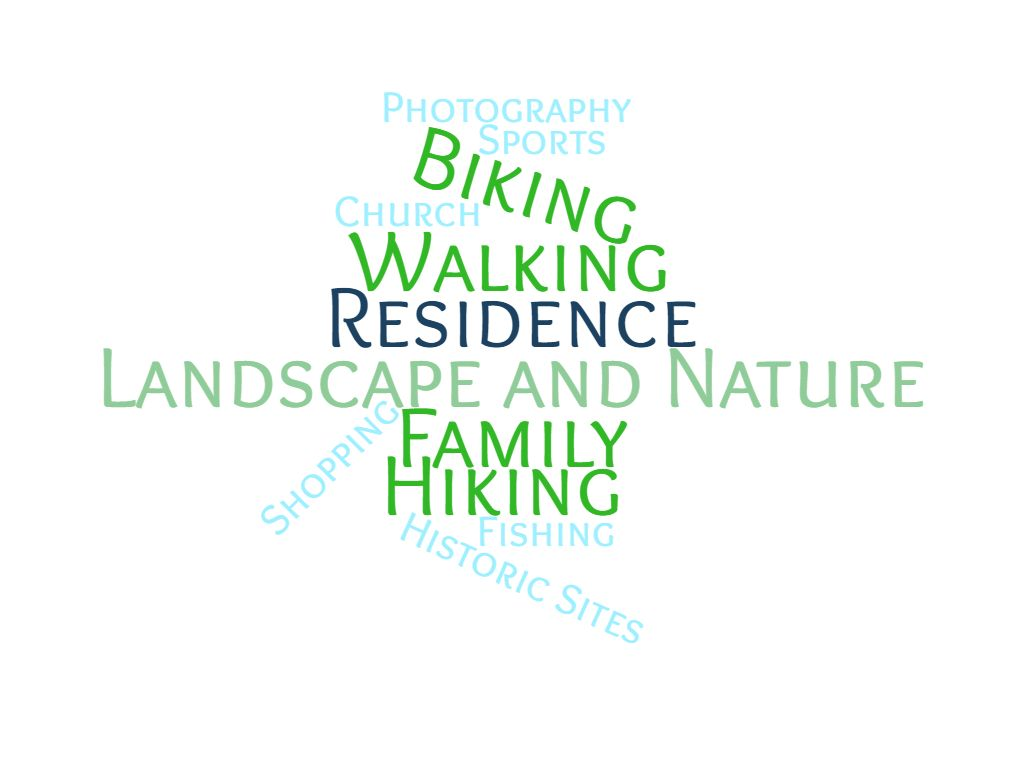 Photography
Sports
Biking
Church
Walking
Residence
Landscape and Nature
Shopping
Family
Hiking
Fishing
Historic Sites